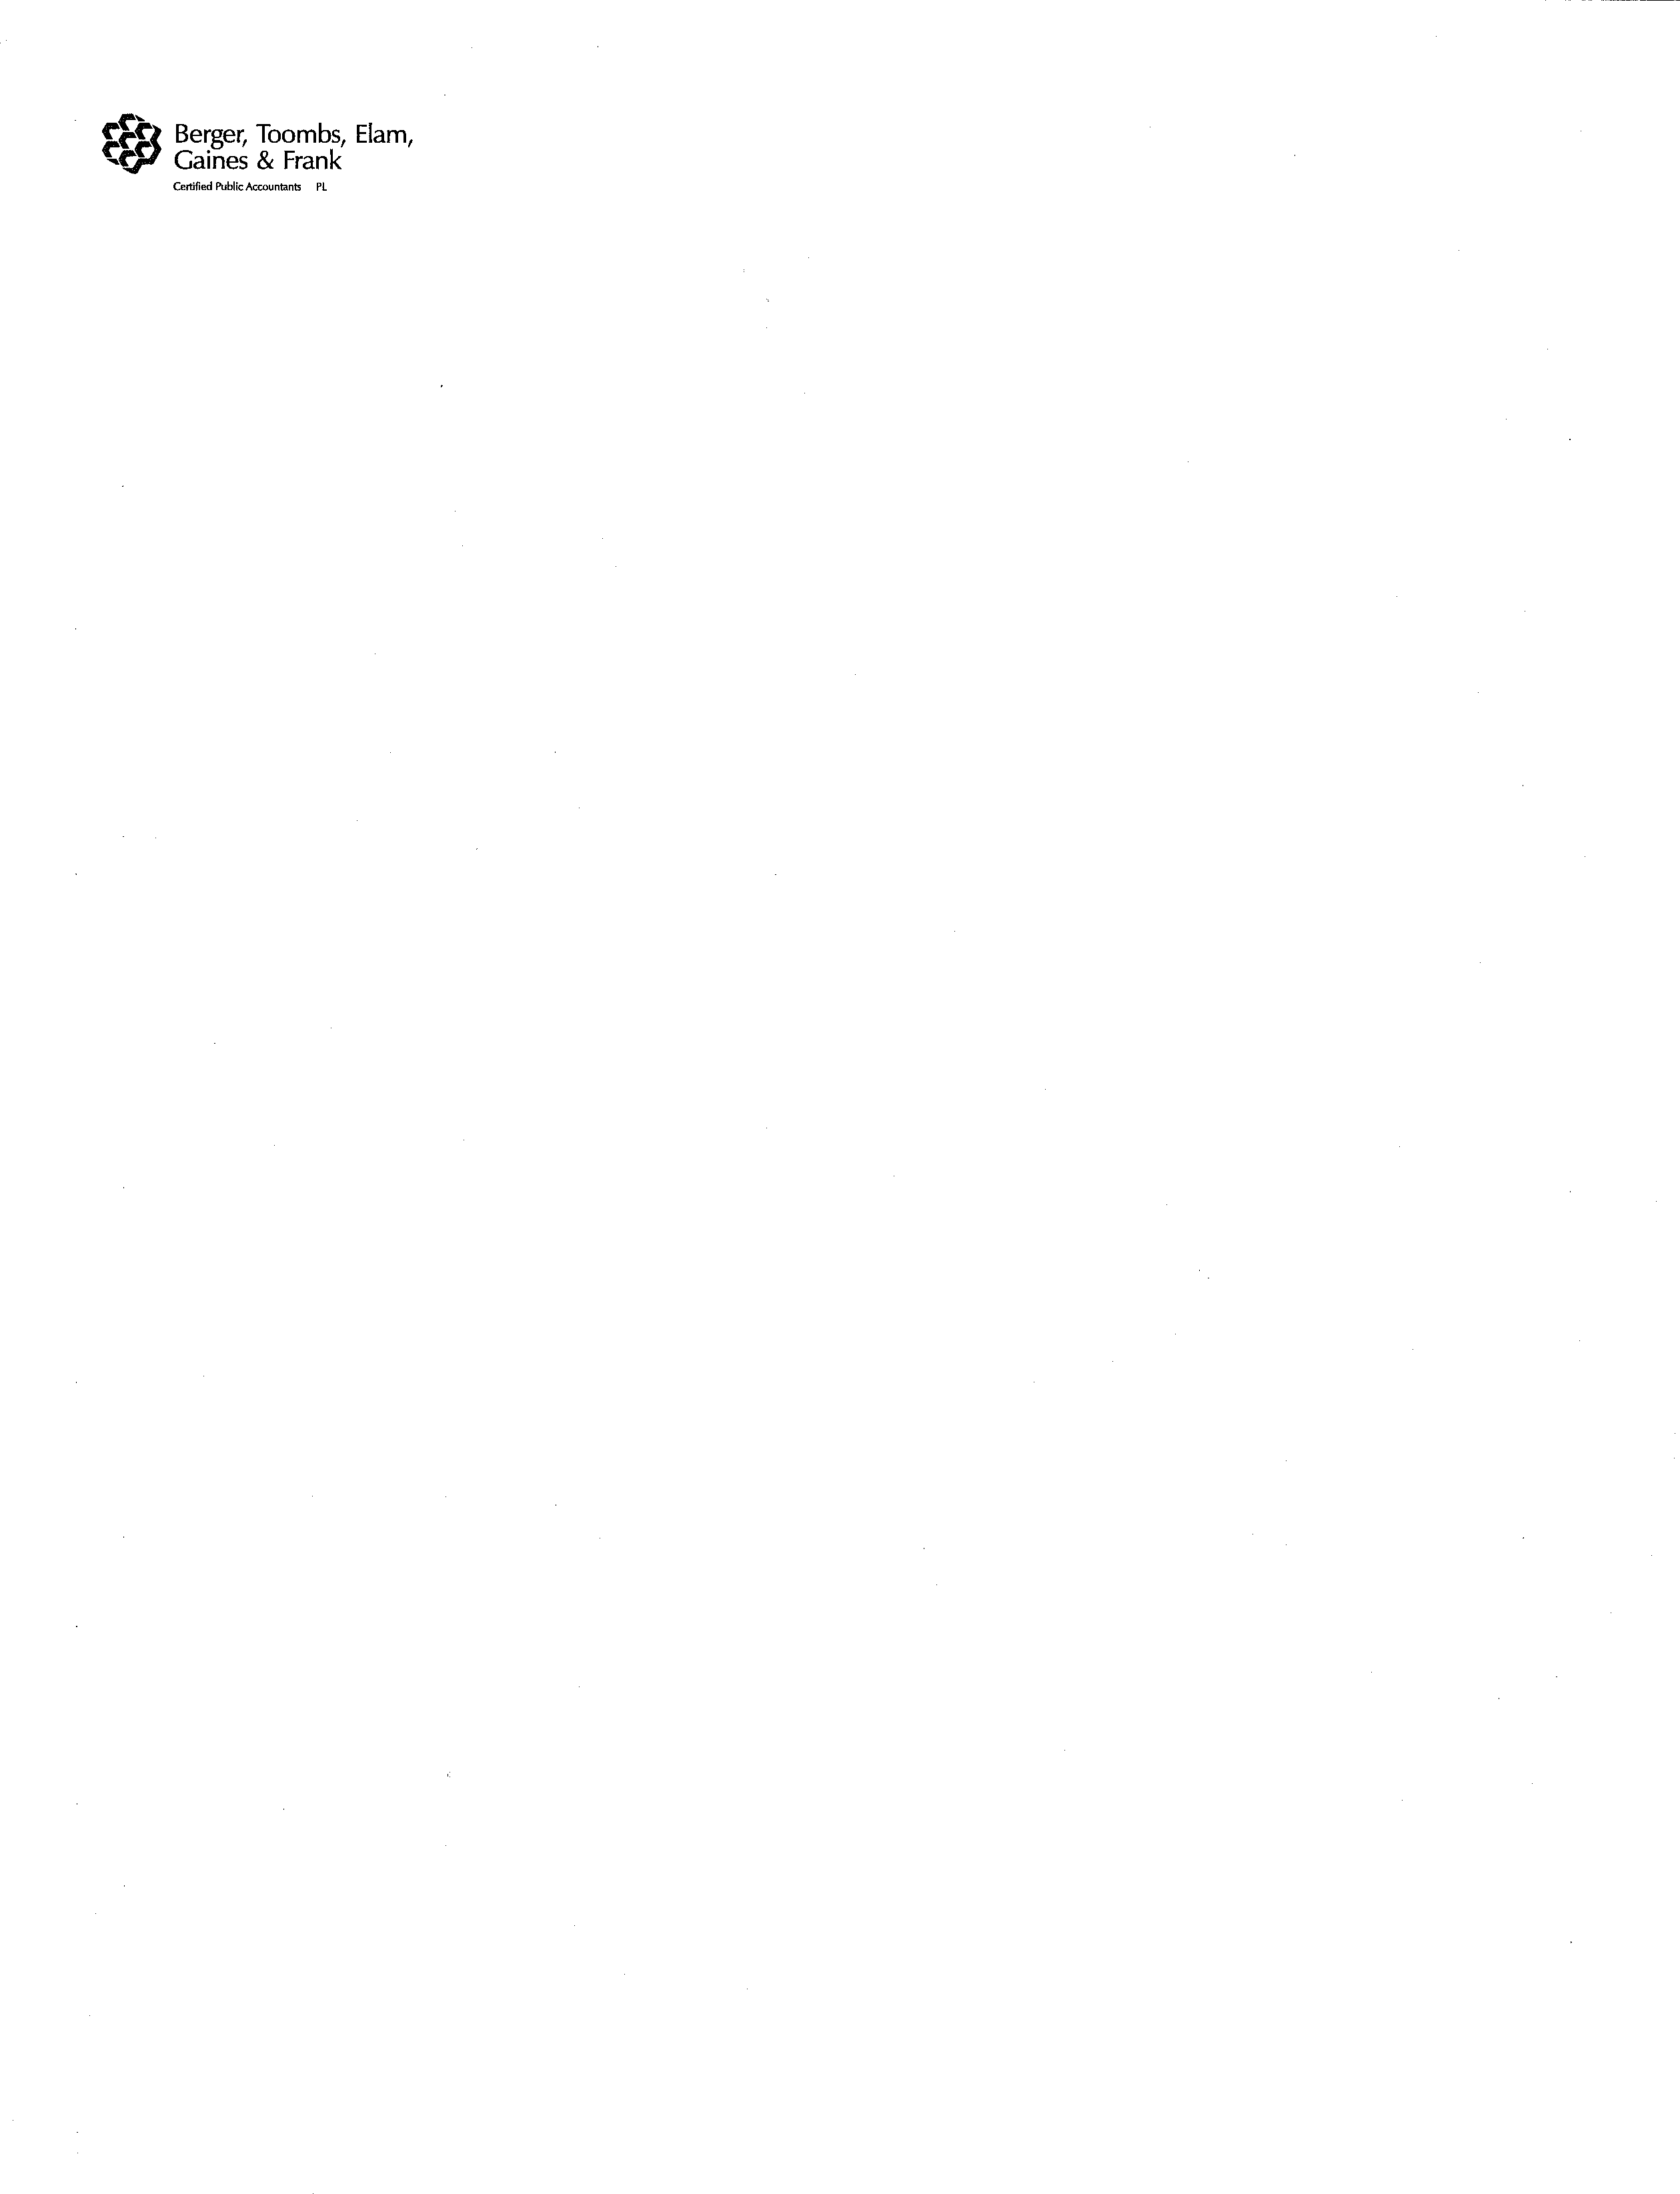 Berger, Toombs, Elam,
Gaines & Frank
Certified Public Accountants PL